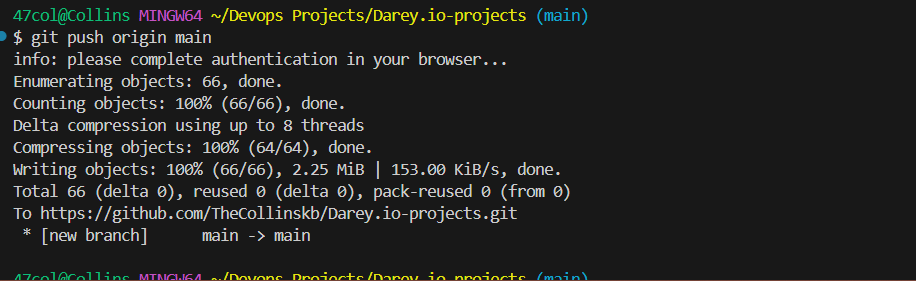 47col@Collins MINGW64 ~/Devops Projects/Darey.io-projects (main)
$ git push origin main
info: please complete authentication in your browser...
Enumerating objects: 66, done.
Counting objects: 100% (66/66), done.
Delta compression using up to 8 threads
Compressing objects: 100% (64/64), done.
Writing objects: 100% (66/66), 2.25 MiB | 153.00 KiB/s, done.
Total 66 (delta 0), reused 0 (delta 0), pack-reused 0 (from 0)
To https://github.com/TheCollinskb/Darey.io-projects.git
 * [new branch]      main -> main
47col@Collins MINGW64 ~/Devops Projects/Darey.io-projects (main)